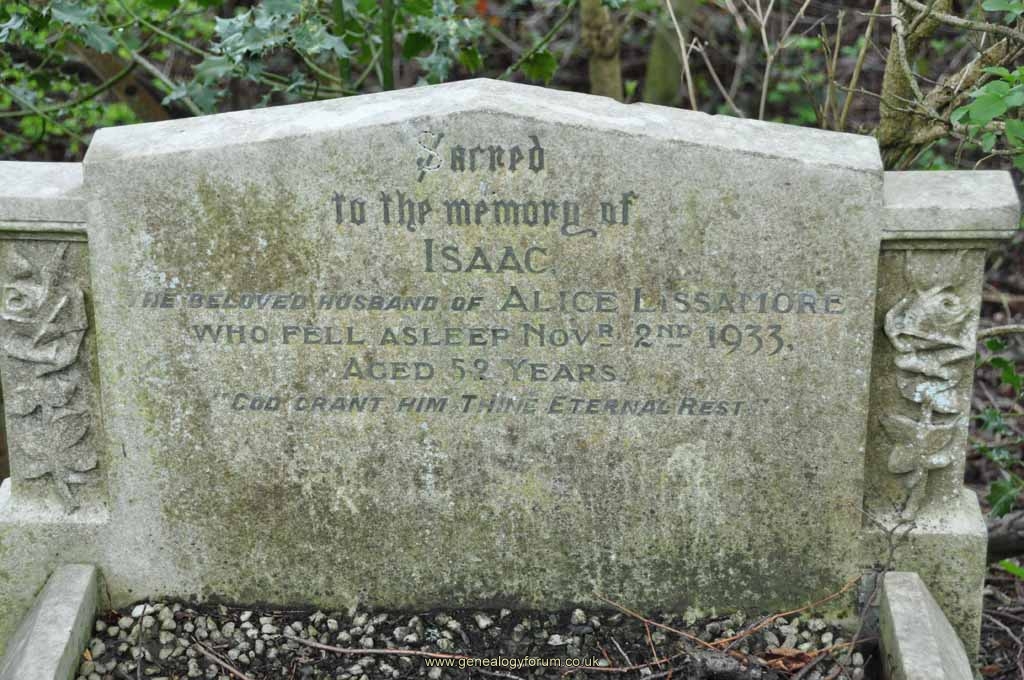 Sacred
to the memory of
ISAAC,
THE BELOVED HUSBAND OF ALICE LISSAMORE
WHO FELL ASLEEP NOVR 2ND 1933,
AGED 52 YEARS.
"GOD GRANT HIM THINE ETERNAL REST."
www.genealogyforum.co.uk